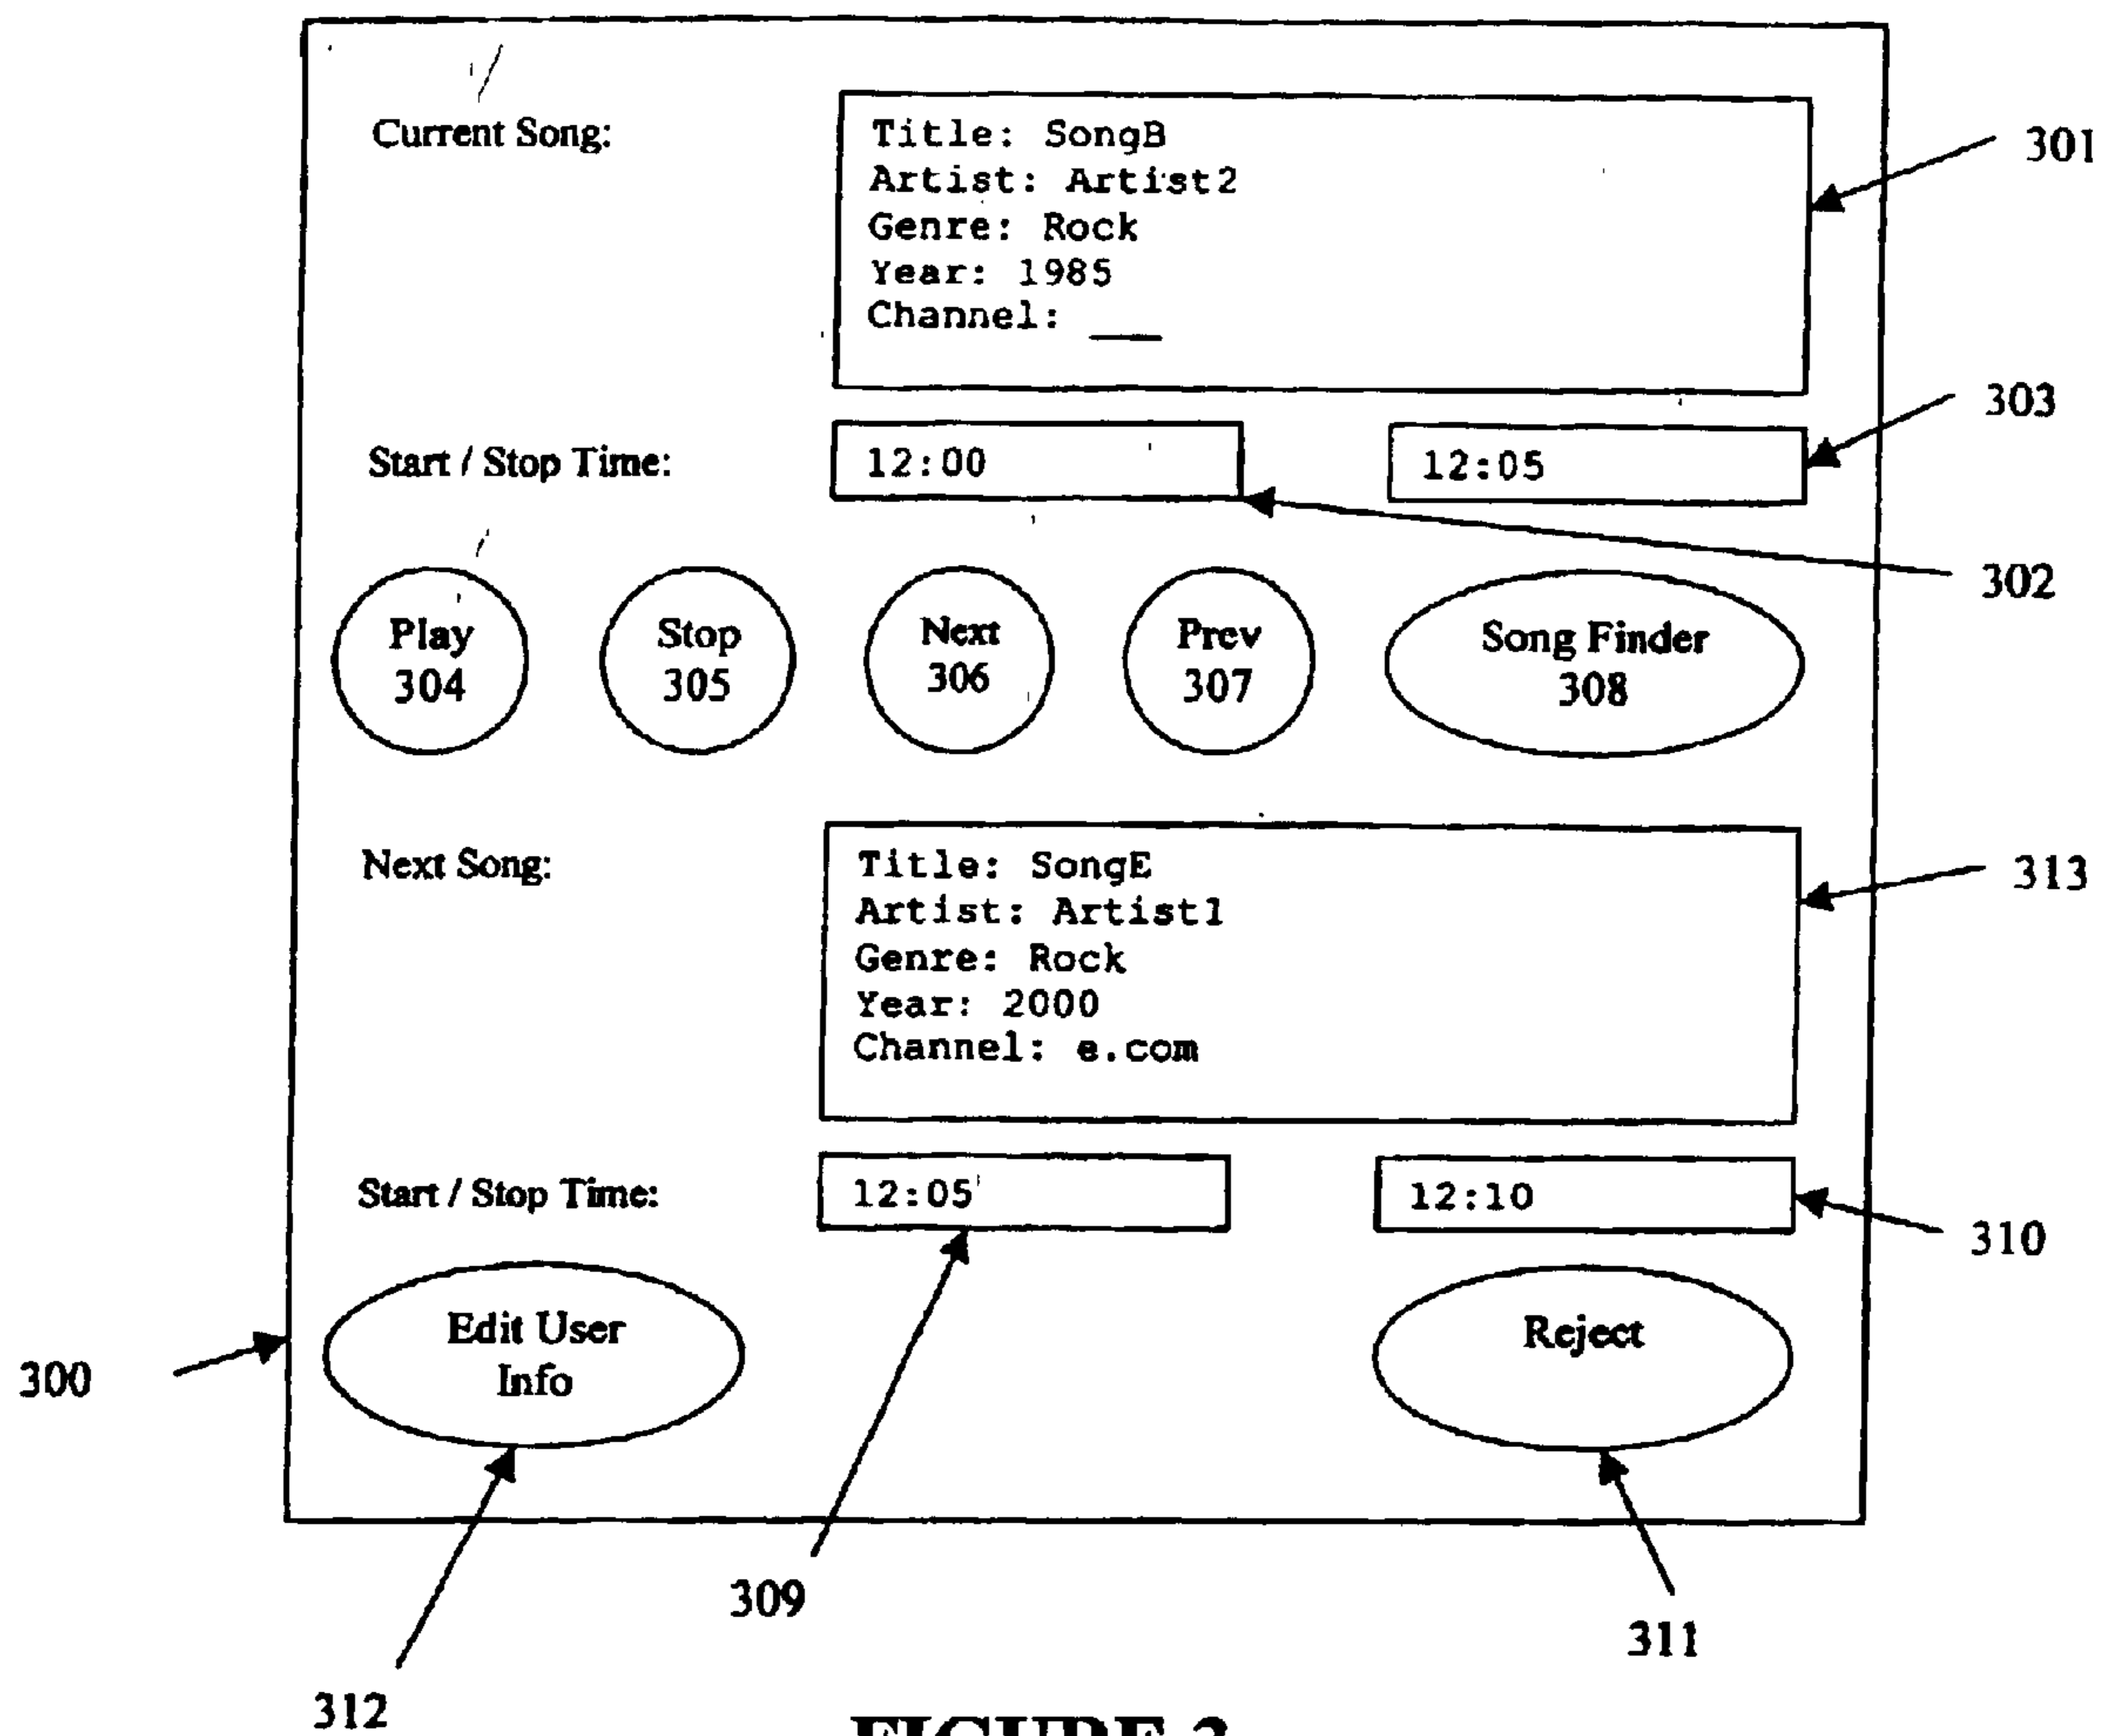 Current Song:
Title: SongB
Artist: Artist2
Genre: Rock
Year: 1985
Channel: ___
301
Start / Stop Time:
12:00
12:05
303
302
Play
304
Stop
305
Next
306
Prev
307
Song Finder
308
Next Song:
Title: SongE
Artist: Artist1
Genre: Rock
Year: 2000
Channel: e.com
313
Start / Stop Time:
12:05
12:10
310
Edit User
Info
Reject
300
309
311
312